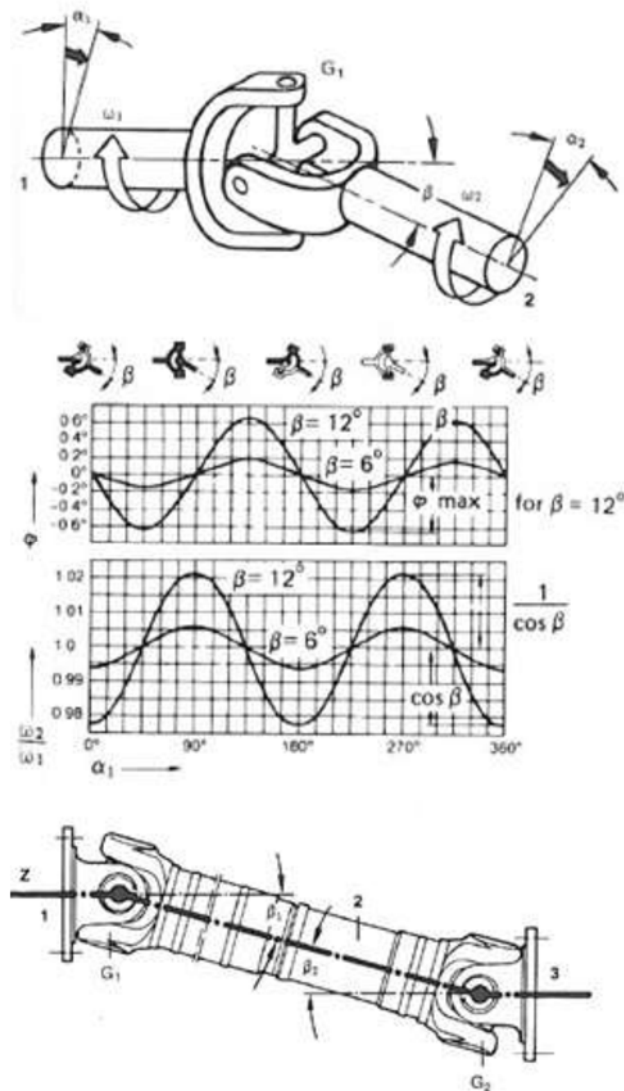 α₁
G₁
ω₁
α₂
1
β
ω₂
2
β
β
β
β
β
0 6°
0 4°
0 2°
0°
-0 2°
-0 4°
-0 6°
φ
β = 12°
β = 6°
β
φ max
for β = 12°
1.02
1.01
1.0
0.99
0 98
ω₂
ω₁
β = 12°
β = 6°
1
cos β
cos β
0°
90°
180°
270°
360°
α₁
Z
1
G₁
β₁
2
β₂
3
G₂